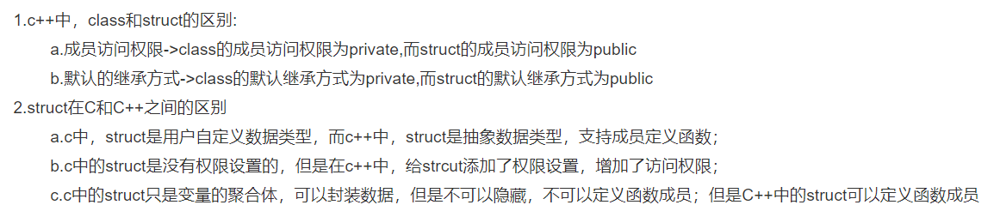 1.c++中，class和struct的区别:
a.成员访问权限->class的成员访问权限为private,而struct的成员访问权限为public
b.默认的继承方式->class的默认继承方式为private,而struct的默认继承方式为public
2.struct在C和C++之间的区别
a.c中，struct是用户自定义数据类型，而c++中，struct是抽象数据类型，支持成员定义函数；
b.c中的struct是没有权限设置的，但是在c++中，给strcut添加了权限设置，增加了访问权限；
c.c中的struct只是变量的聚合体，可以封装数据，但是不可以隐藏，不可以定义函数成员；但是C++中的struct可以定义函数成员